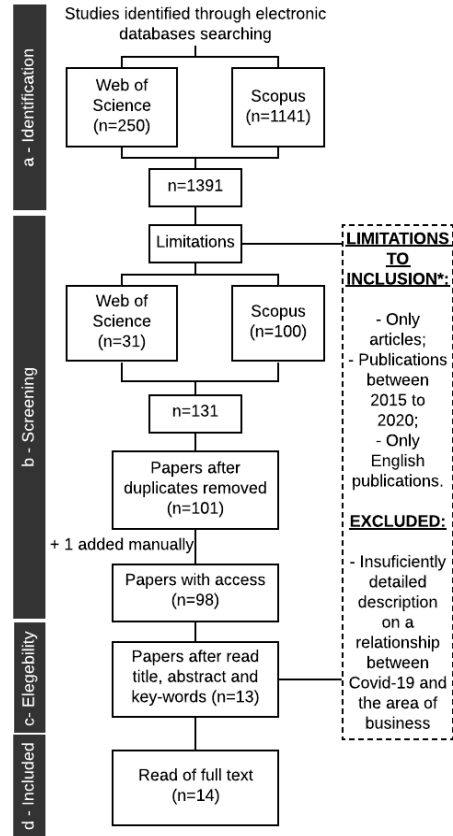 Studies identified through electronic
databases searching
a - Identification
Web of
Science
(n=250)
Scopus
(n=1141)
n=1391
b - Screening
Limitations
Web of
Science
(n=31)
Scopus
(n=100)
n=131
Papers after
duplicates removed
(n=101)
+ 1 added manually
Papers with access
(n=98)
c- Elegebility
Papers after read
title, abstract and
key-words (n=13)
d - Included
Read of full text
(n=14)
LIMITATIONS
TO
INCLUSION*:
- Only
articles;
- Publications
between
2015 to
2020;
- Only
English
publications.
EXCLUDED:
- Insuficiently
detailed
description
on a
relationship
between
Covid-19 and
the area of
business